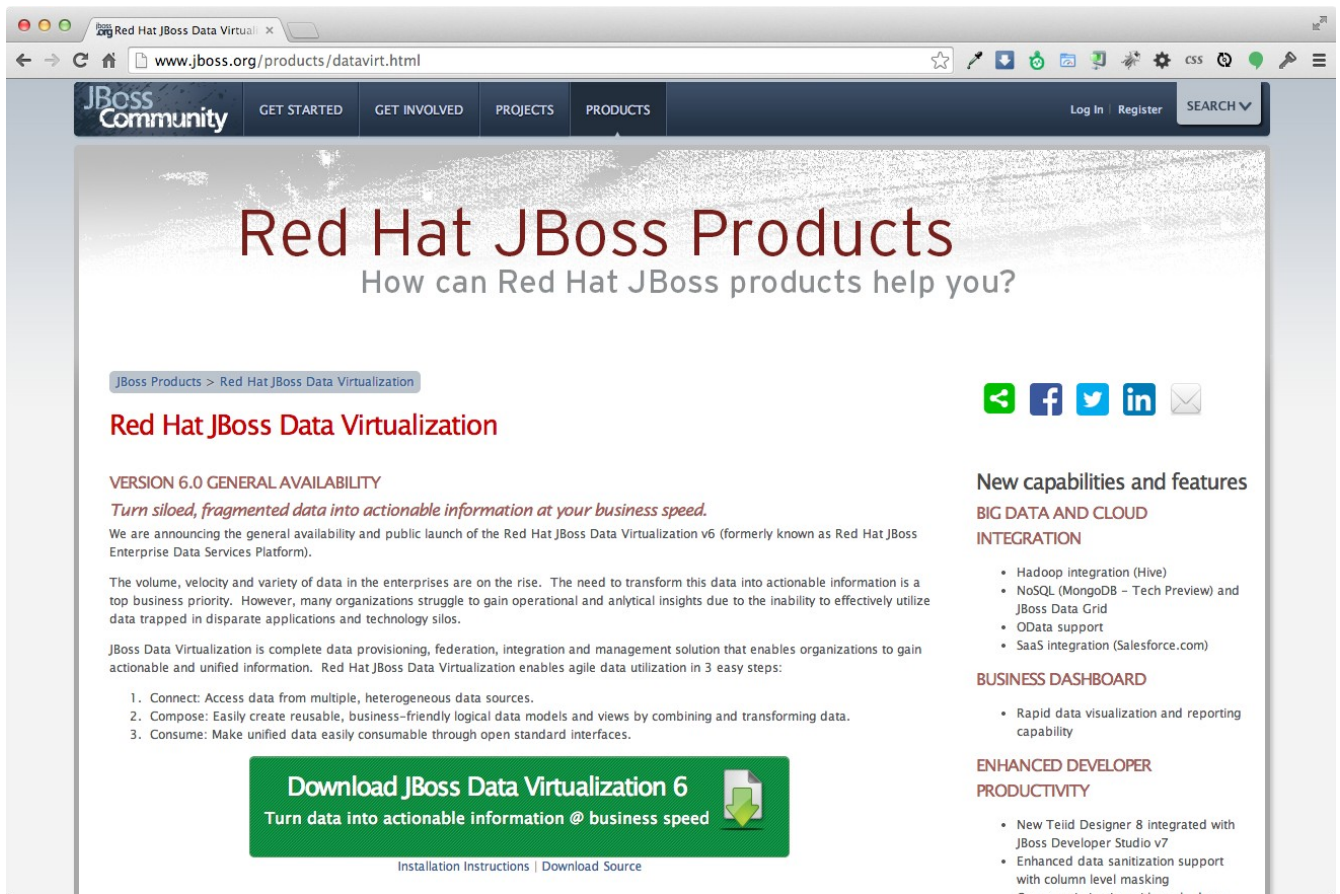 Red Hat JBoss Data Virtuali
www.jboss.org/products/datavirt.html
CSS
JBoss
Community
GET STARTED
GET INVOLVED
PROJECTS
PRODUCTS
Log In | Register
SEARCH
Red Hat JBoss Products
How can Red Hat JBoss products help you?
JBoss Products > Red Hat JBoss Data Virtualization
Red Hat JBoss Data Virtualization
VERSION 6.0 GENERAL AVAILABILITY
Turn siloed, fragmented data into actionable information at your business speed.
We are announcing the general availability and public launch of the Red Hat JBoss Data Virtualization v6 (formerly known as Red Hat JBoss
Enterprise Data Services Platform).
The volume, velocity and variety of data in the enterprises are on the rise. The need to transform this data into actionable information is a
top business priority. However, many organizations struggle to gain operational and anlytical insights due to the inability to effectively utilize
data trapped in disparate applications and technology silos.
JBoss Data Virtualization is complete data provisioning, federation, integration and management solution that enables organizations to gain
actionable and unified information. Red Hat JBoss Data Virtualization enables agile data utilization in 3 easy steps:
1. Connect: Access data from multiple, heterogeneous data sources.
2. Compose: Easily create reusable, business-friendly logical data models and views by combining and transforming data.
3. Consume: Make unified data easily consumable through open standard interfaces.
Download JBoss Data Virtualization 6
Turn data into actionable information @ business speed
Installation Instructions | Download Source
New capabilities and features
BIG DATA AND CLOUD
INTEGRATION
• Hadoop integration (Hive)
• NoSQL (MongoDB - Tech Preview) and
JBoss Data Grid
• OData support
• SaaS integration (Salesforce.com)
BUSINESS DASHBOARD
• Rapid data visualization and reporting
capability
ENHANCED DEVELOPER
PRODUCTIVITY
• New Teiid Designer 8 integrated with
JBoss Developer Studio v7
• Enhanced data sanitization support
with column level masking